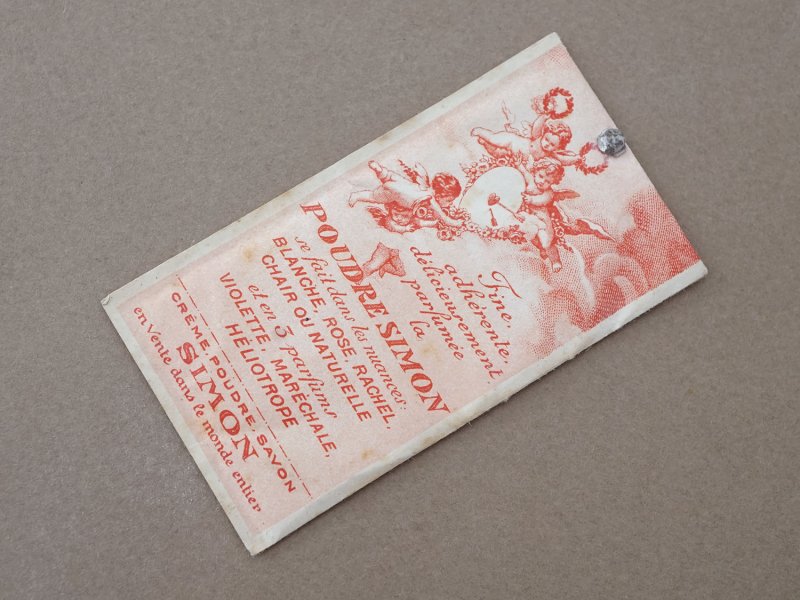 Fine,
adhérente,
délicieusement
parfumée
la
POUDRE SIMON
se fait dans les nuances:
BLANCHE, ROSE, RACHEL,
CHAIR OU NATURELLE
et en 3 parfums
VIOLETTE, MARÉCHALE,
HÉLIOTROPE
CRÈME, POUDRE, SAVON
SIMON
en Vente dans le monde entier